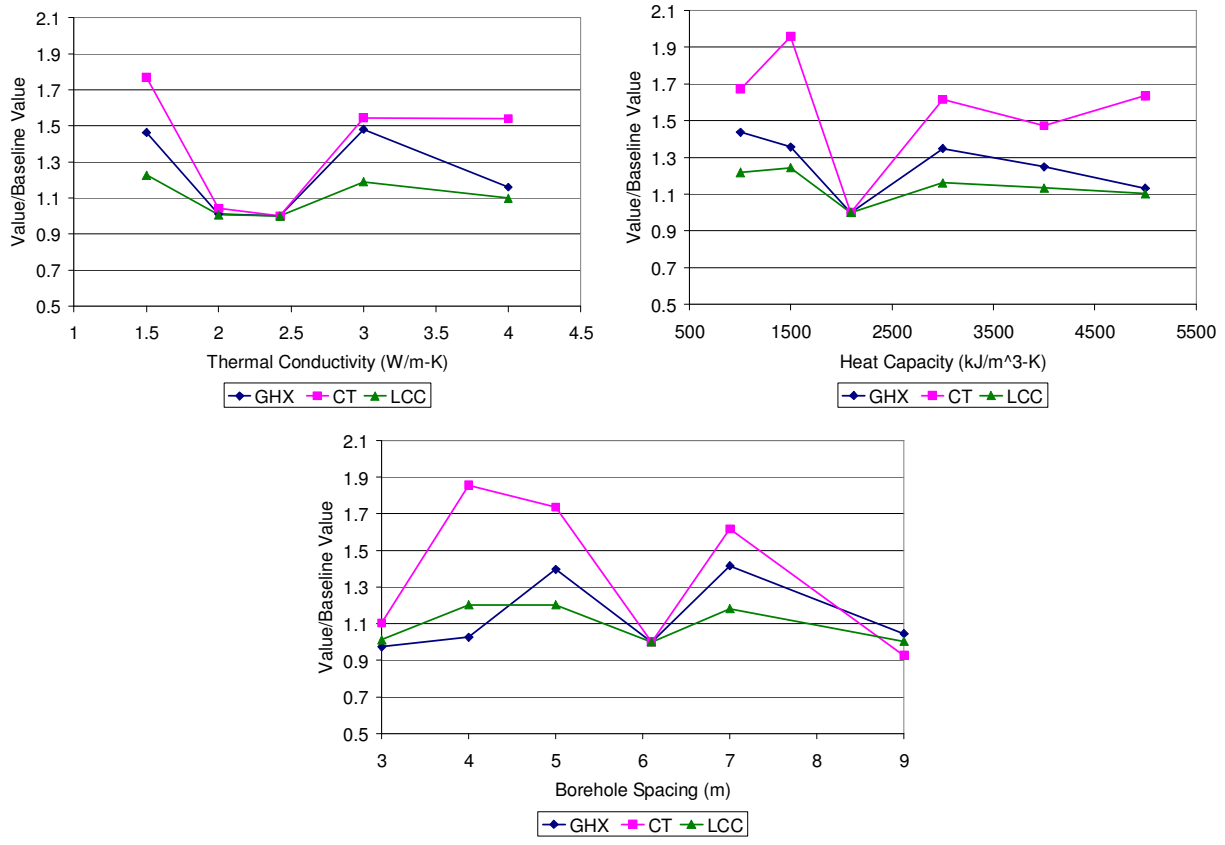 2.1
1.9
1.7
1.5
1.3
1.1
0.9
0.7
0.5
Value/Baseline Value
1 1.5 2 2.5 3 3.5 4 4.5
Thermal Conductivity (W/m-K)
GHX CT LCC
2.1
1.9
1.7
1.5
1.3
1.1
0.9
0.7
0.5
Value/Baseline Value
500 1500 2500 3500 4500 5500
Heat Capacity (kJ/m^3-K)
GHX CT LCC
2.1
1.9
1.7
1.5
1.3
1.1
0.9
0.7
0.5
Value/Baseline Value
3 4 5 6 7 8 9
Borehole Spacing (m)
GHX CT LCC